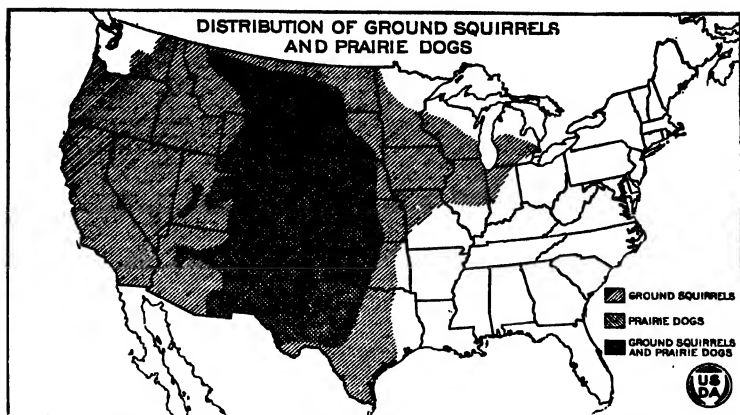 DISTRIBUTION OF GROUND SQUIRRELS
AND PRAIRIE DOGS
GROUND SQUIRRELS
PRAIRIE DOGS
GROUND SQUIRRELS
AND PRAIRIE DOGS
US
DA